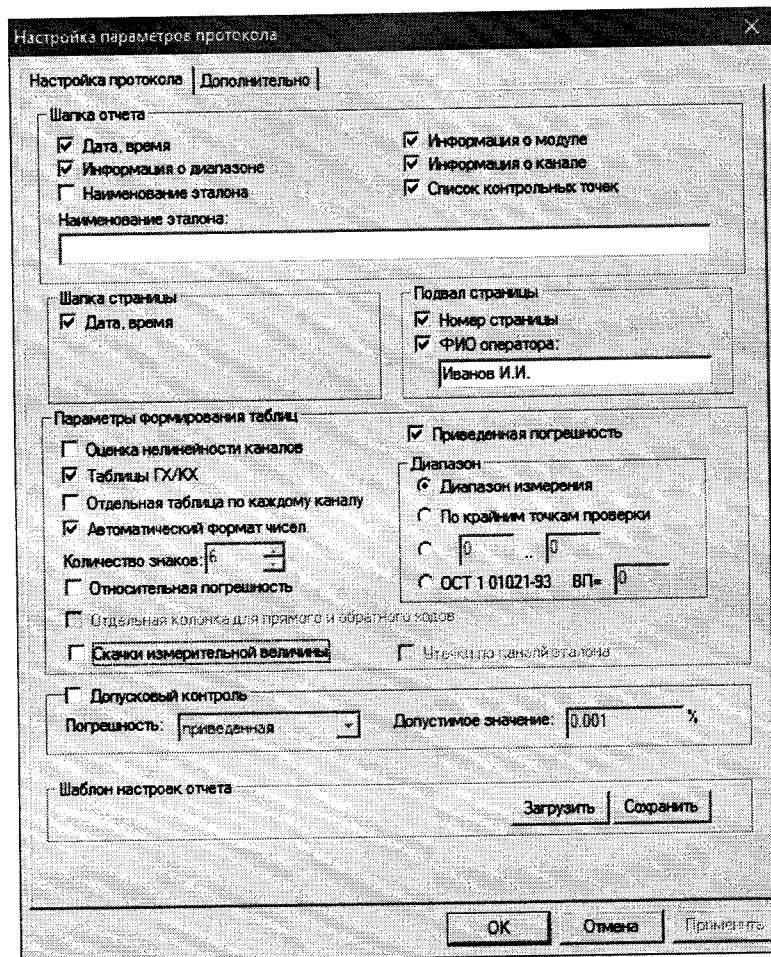 Настройка параметров протокола
Настройка протокола
Дополнительно
Шапка отчета
Дата, время
Информация о диапазоне
Наименование эталона
Информация о модуле
Информация о канале
Список контрольных точек
Наименование эталона:
Шапка страницы
Дата, время
Подвал страницы
Номер страницы
ФИО оператора:
Иванов И.И.
Параметры формирования таблиц
Оценка нелинейности каналов
Таблицы ГХ/КХ
Отдельная таблица по каждому каналу
Автоматический формат чисел
Количество знаков: 6
Относительная погрешность
Приведенная погрешность
Диапазон
Диапазон измерения
По крайним точкам проверки
0 .. 0
ОСТ 1 01021-93 ВП= 0
Отдельная колонка для прямого и обратного ходов
Скачки измерительной величины
по эталона
Допусковый контроль
Погрешность: приведенная
Допустимое значение: 0.001 %
Шаблон настроек отчета
Загрузить
Сохранить
OK
Отмена
Применить